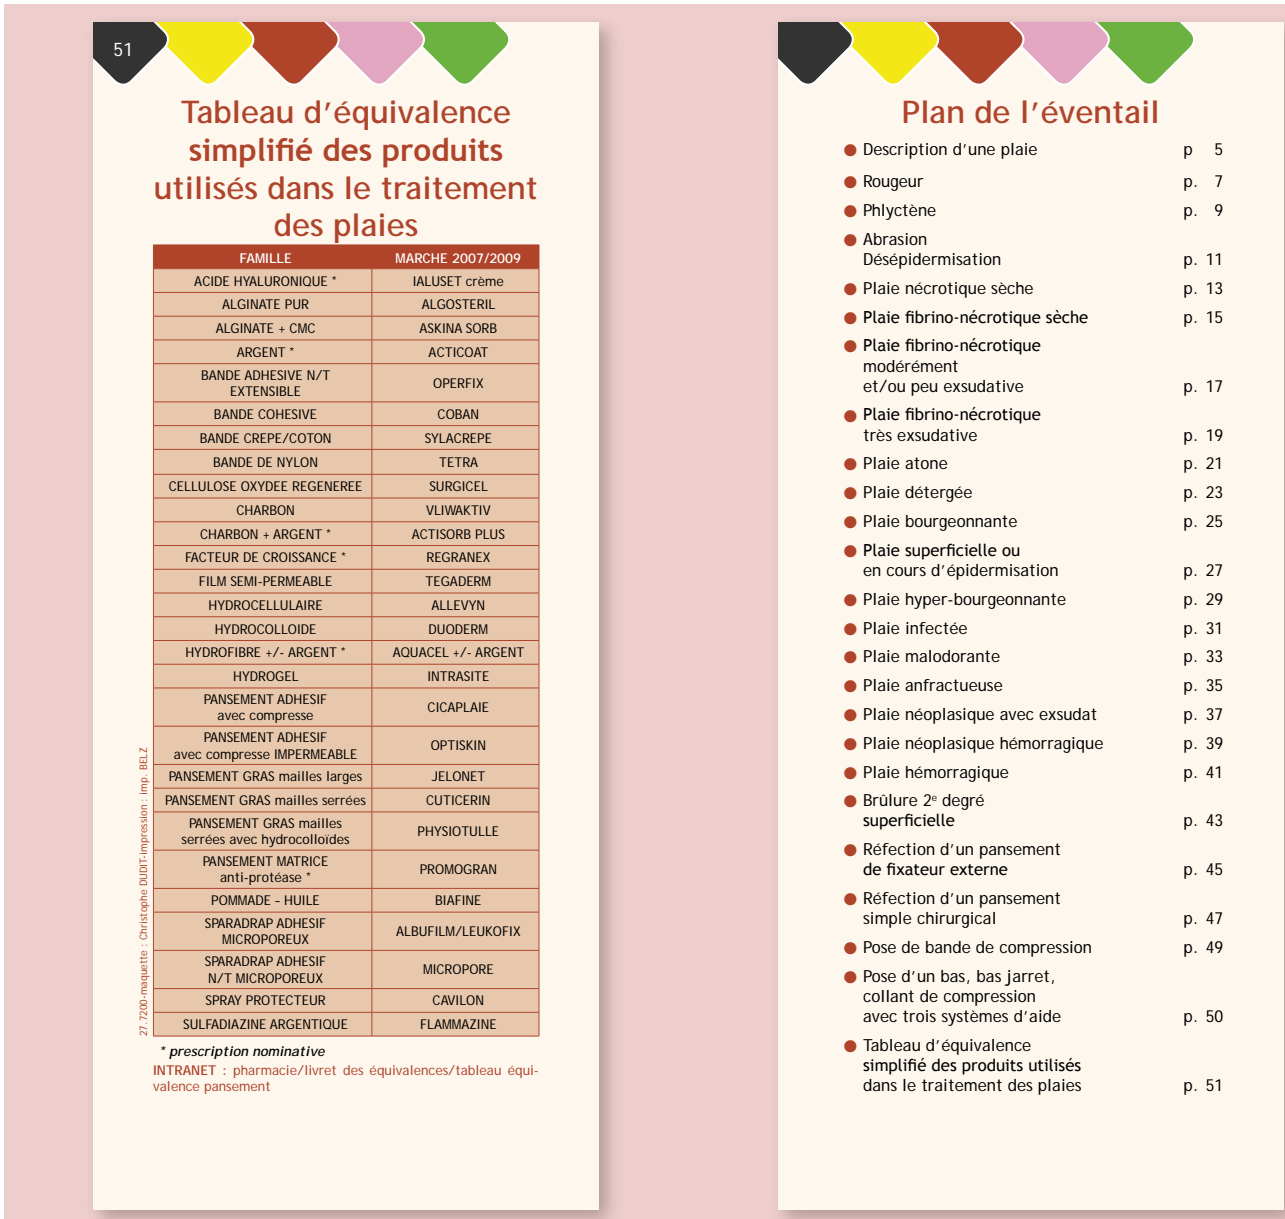 51
Tableau d’équivalence
simplifié des produits
utilisés dans le traitement
des plaies
FAMILLE MARCHE 2007/2009
ACIDE HYALURONIQUE * IALUSET crème
ALGINATE PUR ALGOSTERIL
ALGINATE + CMC ASKINA SORB
ARGENT * ACTICOAT
BANDE ADHESIVE N/T
EXTENSIBLE OPERFIX
BANDE COHESIVE COBAN
BANDE CREPE/COTON SYLACREPE
BANDE DE NYLON TETRA
CELLULOSE OXYDEE REGENEREE SURGICEL
CHARBON VLIWAKTIV
CHARBON + ARGENT * ACTISORB PLUS
FACTEUR DE CROISSANCE * REGRANEX
FILM SEMI-PERMEABLE TEGADERM
HYDROCELLULAIRE ALLEVYN
HYDROCOLLOIDE DUODERM
HYDROFIBRE +/- ARGENT * AQUACEL +/- ARGENT
HYDROGEL INTRASITE
PANSEMENT ADHESIF
avec compresse CICAPLAIE
PANSEMENT ADHESIF
avec compresse IMPERMEABLE OPTISKIN
PANSEMENT GRAS mailles larges JELONET
PANSEMENT GRAS mailles serrées CUTICERIN
PANSEMENT GRAS mailles
serrées avec hydrocolloïdes PHYSIOTULLE
PANSEMENT MATRICE
anti-protéase * PROMOGRAN
POMMADE – HUILE BIAFINE
SPARADRAP ADHESIF
MICROPOREUX ALBUFILM/LEUKOFIX
SPARADRAP ADHESIF
N/T MICROPOREUX MICROPORE
SPRAY PROTECTEUR CAVILON
SULFADIAZINE ARGENTIQUE FLAMMAZINE
* prescription nominative
INTRANET : pharmacie/livret des équivalences/tableau équi-
valence pansement
27.7200-maquette : Christophe DUDIT-impression : imp. BELZ
Plan de l’éventail
● Description d’une plaie p 5
● Rougeur p. 7
● Phlyctène p. 9
● Abrasion
Désépidermisation p. 11
● Plaie nécrotique sèche p. 13
● Plaie fibrino-nécrotique sèche p. 15
● Plaie fibrino-nécrotique
modérément
et/ou peu exsudative p. 17
● Plaie fibrino-nécrotique
très exsudative p. 19
● Plaie atone p. 21
● Plaie détergée p. 23
● Plaie bourgeonnante p. 25
● Plaie superficielle ou
en cours d’épidermisation p. 27
● Plaie hyper-bourgeonnante p. 29
● Plaie infectée p. 31
● Plaie malodorante p. 33
● Plaie anfractueuse p. 35
● Plaie néoplasique avec exsudat p. 37
● Plaie néoplasique hémorragique p. 39
● Plaie hémorragique p. 41
● Brûlure 2e degré
superficielle p. 43
● Réfection d’un pansement
de fixateur externe p. 45
● Réfection d’un pansement
simple chirurgical p. 47
● Pose de bande de compression p. 49
● Pose d’un bas, bas jarret,
collant de compression
avec trois systèmes d’aide p. 50
● Tableau d’équivalence
simplifié des produits utilisés
dans le traitement des plaies p. 51